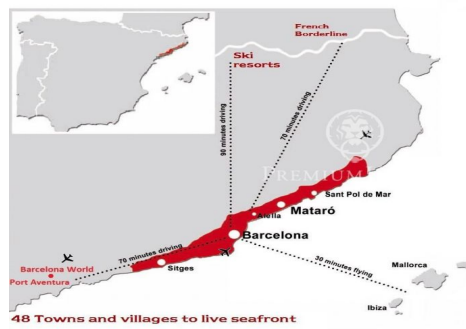 French
Borderline
Ski
resorts
90 minutes driving
70 minutes driving
PREMIUM
Sant Pol de Mar
Alella
Mataró
Barcelona
70 minutes driving
Barcelona World
Port Aventura
Sitges
30 minutes flying
Mallorca
Ibiza
48 Towns and villages to live seafront